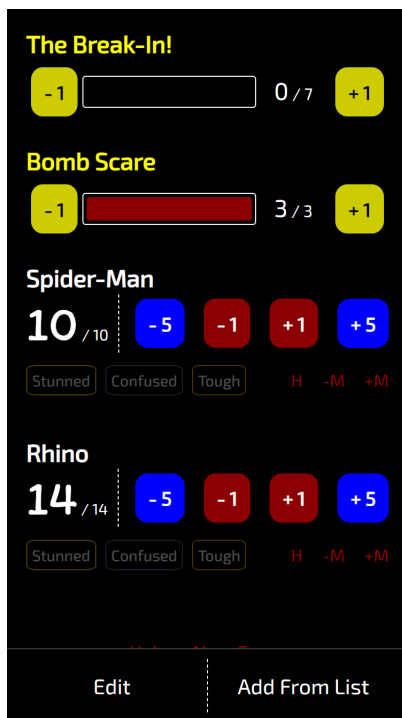 The Break-In!
- 1 0 / 7 + 1
Bomb Scare
- 1 3 / 3 + 1
Spider-Man
10 / 10 - 5 - 1 + 1 + 5
Stunned Confused Tough H -M +M
Rhino
14 / 14 - 5 - 1 + 1 + 5
Stunned Confused Tough H -M +M
Edit Add From List